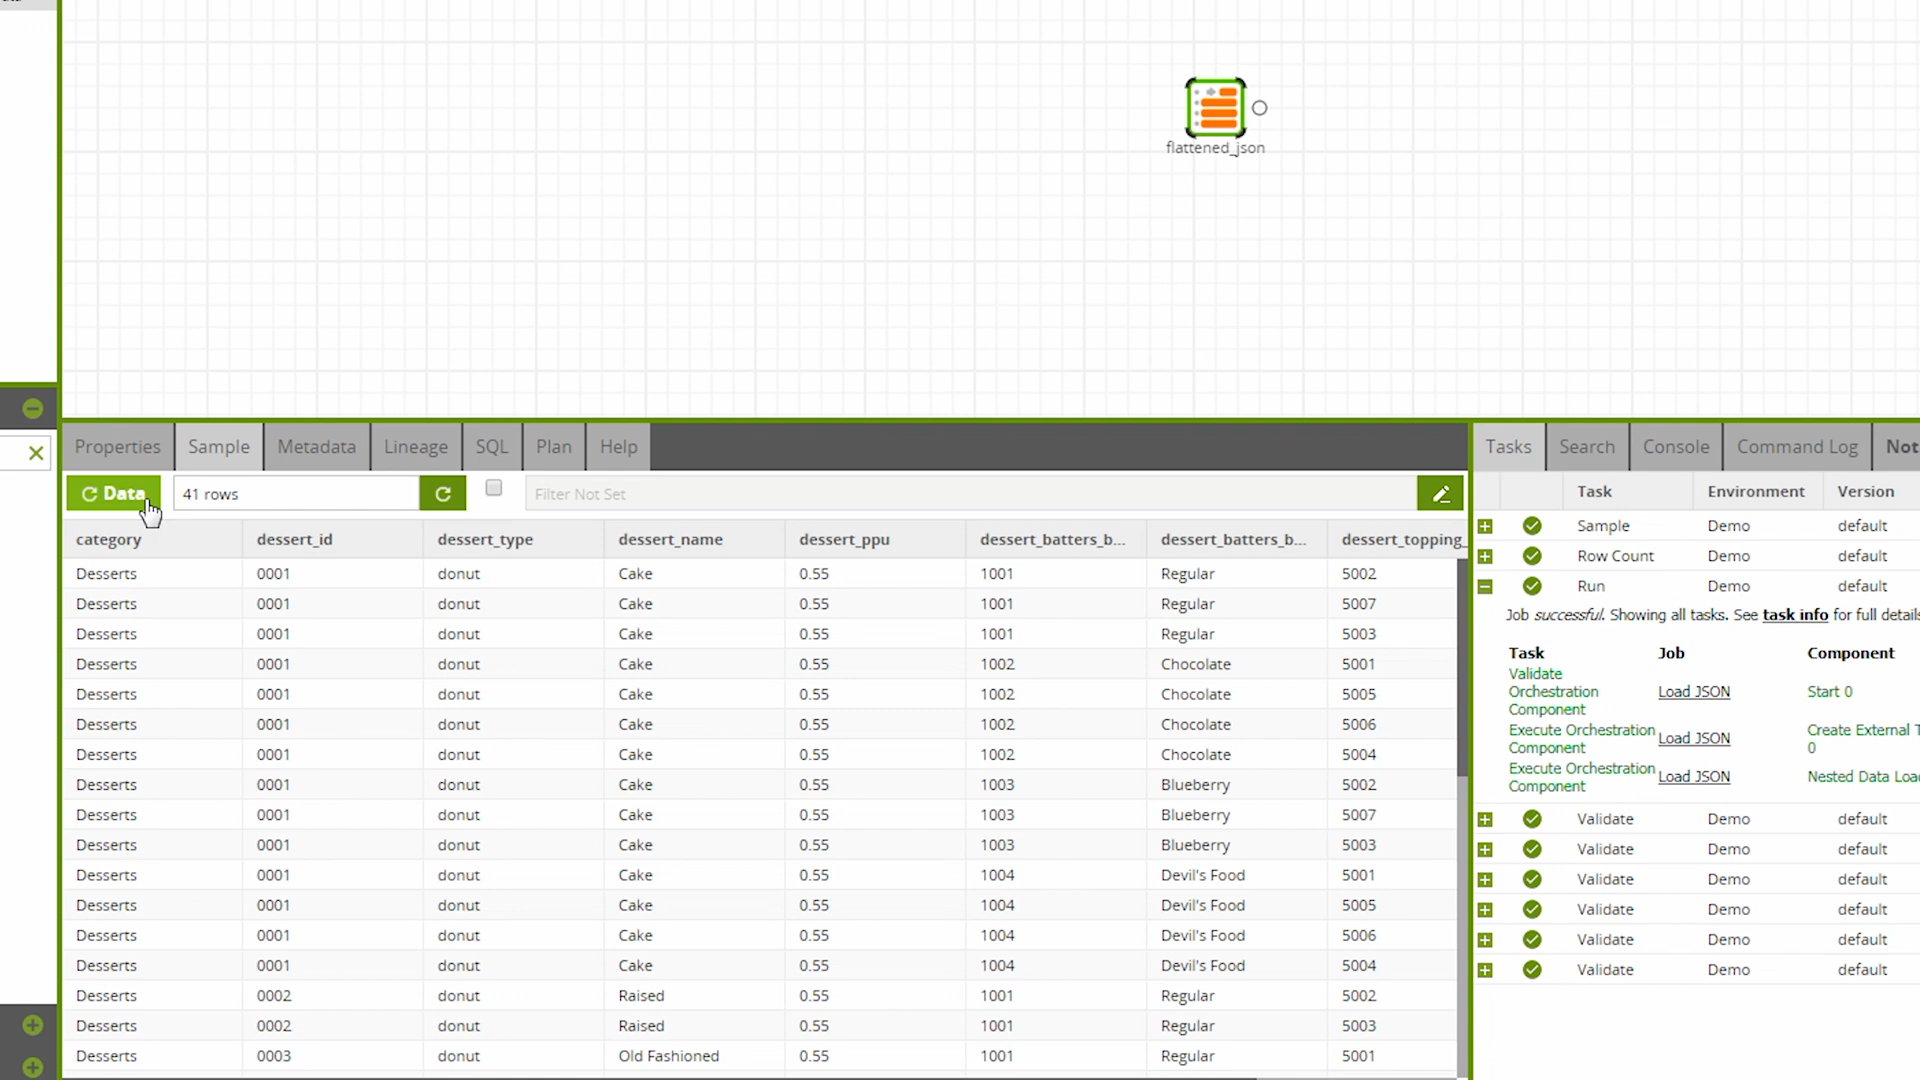 flattened_json
Properties Sample Metadata Lineage SQL Plan Help
Data 41 rows Filter Not Set
category dessert_id dessert_type dessert_name dessert_ppu dessert_batters_b... dessert_batters_b... dessert_topping_
Desserts 0001 donut Cake 0.55 1001 Regular 5002
Desserts 0001 donut Cake 0.55 1001 Regular 5007
Desserts 0001 donut Cake 0.55 1001 Regular 5003
Desserts 0001 donut Cake 0.55 1002 Chocolate 5001
Desserts 0001 donut Cake 0.55 1002 Chocolate 5005
Desserts 0001 donut Cake 0.55 1002 Chocolate 5006
Desserts 0001 donut Cake 0.55 1002 Chocolate 5004
Desserts 0001 donut Cake 0.55 1003 Blueberry 5002
Desserts 0001 donut Cake 0.55 1003 Blueberry 5007
Desserts 0001 donut Cake 0.55 1003 Blueberry 5003
Desserts 0001 donut Cake 0.55 1004 Devil's Food 5001
Desserts 0001 donut Cake 0.55 1004 Devil's Food 5005
Desserts 0001 donut Cake 0.55 1004 Devil's Food 5006
Desserts 0001 donut Cake 0.55 1004 Devil's Food 5004
Desserts 0002 donut Raised 0.55 1001 Regular 5002
Desserts 0002 donut Raised 0.55 1001 Regular 5003
Desserts 0003 donut Old Fashioned 0.55 1001 Regular 5001
Tasks Search Console Command Log Not
Task Environment Version
Sample Demo default
Row Count Demo default
Run Demo default
Job successful. Showing all tasks. See task info for full details
Task Job Component
Validate
Orchestration Load JSON Start 0
Component
Execute Orchestration Load JSON Create External T
Component 0
Execute Orchestration Load JSON Nested Data Loa
Component
Validate Demo default
Validate Demo default
Validate Demo default
Validate Demo default
Validate Demo default
Validate Demo default